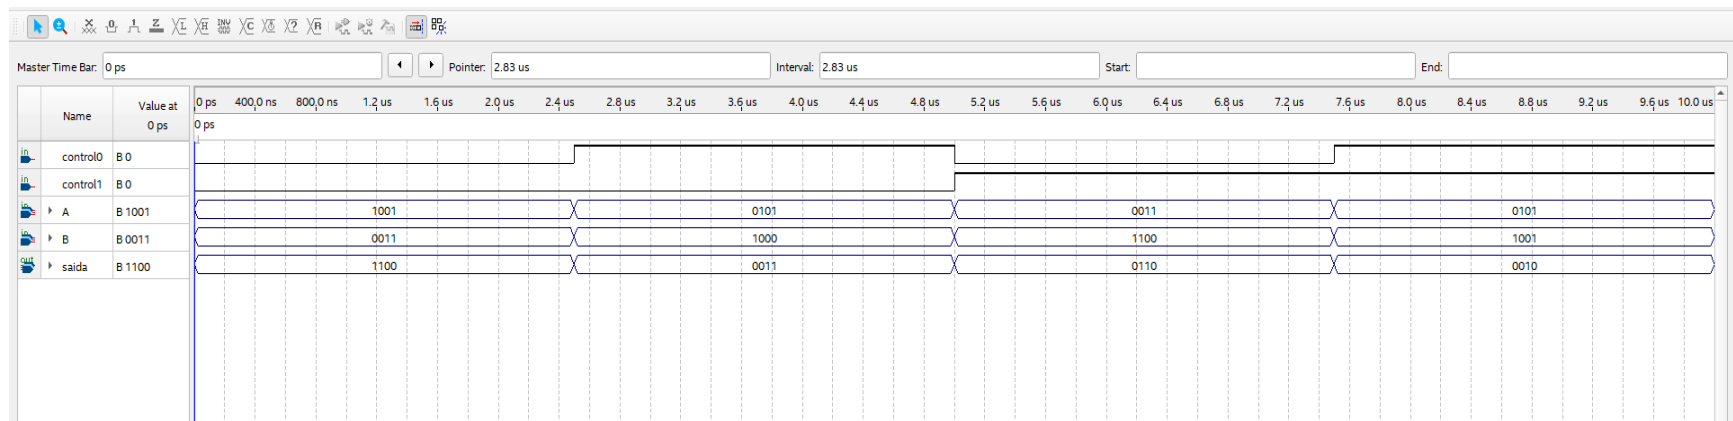 Master Time Bar: 0 ps Pointer: 2.83 us Interval: 2.83 us Start: End:
Name Value at 0 ps
0 ps 400,0 ns 800,0 ns 1.2 us 1.6 us 2.0 us 2.4 us 2.8 us 3.2 us 3.6 us 4.0 us 4.4 us 4.8 us 5.2 us 5.6 us 6.0 us 6.4 us 6.8 us 7.2 us 7.6 us 8.0 us 8.4 us 8.8 us 9.2 us 9.6 us 10.0 us
0 ps
in control0 B 0
in control1 B 0
in A B 1001 1001 0101 0011 0101
in B B 0011 0011 1000 1100 1001
out saida B 1100 1100 0011 0110 0010